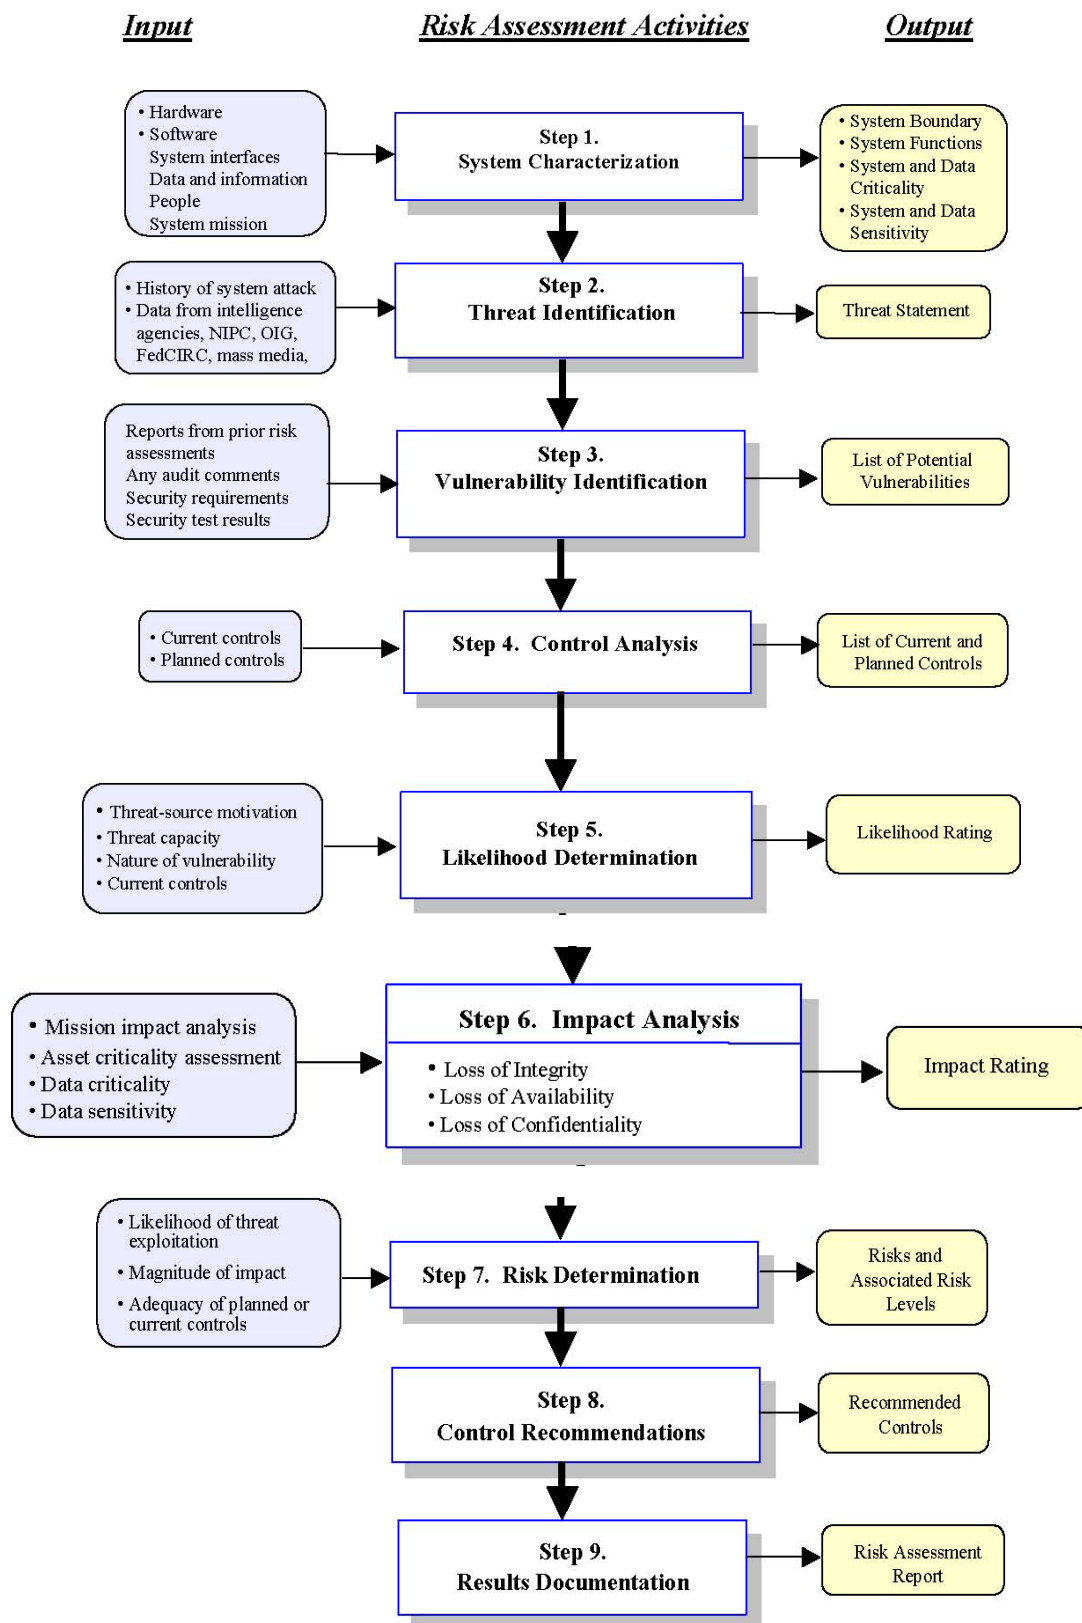 Input
Risk Assessment Activities
Output
• Hardware
• Software
System interfaces
Data and information
People
System mission
Step 1.
System Characterization
• System Boundary
• System Functions
• System and Data
Criticality
• System and Data
Sensitivity
• History of system attack
• Data from intelligence
agencies, NIPC, OIG,
FedCIRC, mass media,
Step 2.
Threat Identification
Threat Statement
Reports from prior risk
assessments
Any audit comments
Security requirements
Security test results
Step 3.
Vulnerability Identification
List of Potential
Vulnerabilities
• Current controls
• Planned controls
Step 4. Control Analysis
List of Current and
Planned Controls
• Threat-source motivation
• Threat capacity
• Nature of vulnerability
• Current controls
Step 5.
Likelihood Determination
Likelihood Rating
• Mission impact analysis
• Asset criticality assessment
• Data criticality
• Data sensitivity
Step 6. Impact Analysis
• Loss of Integrity
• Loss of Availability
• Loss of Confidentiality
Impact Rating
• Likelihood of threat
exploitation
• Magnitude of impact
• Adequacy of planned or
current controls
Step 7. Risk Determination
Risks and
Associated Risk
Levels
Step 8.
Control Recommendations
Recommended
Controls
Step 9.
Results Documentation
Risk Assessment
Report